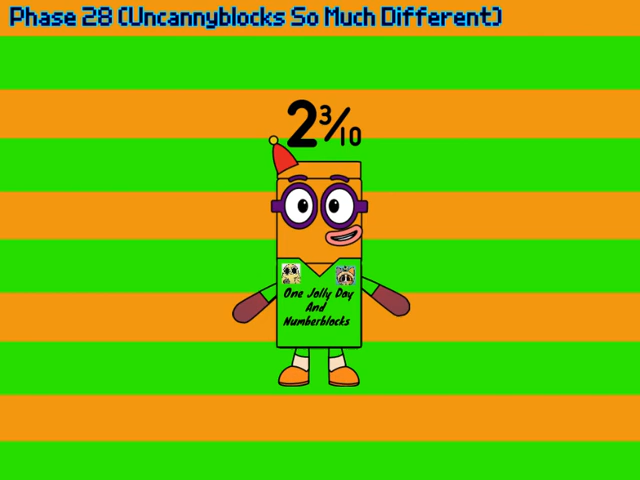 Phase 28 (Uncannyblocks So Much Different)
2 3/10
One Jolly Day
And
Numberblocks